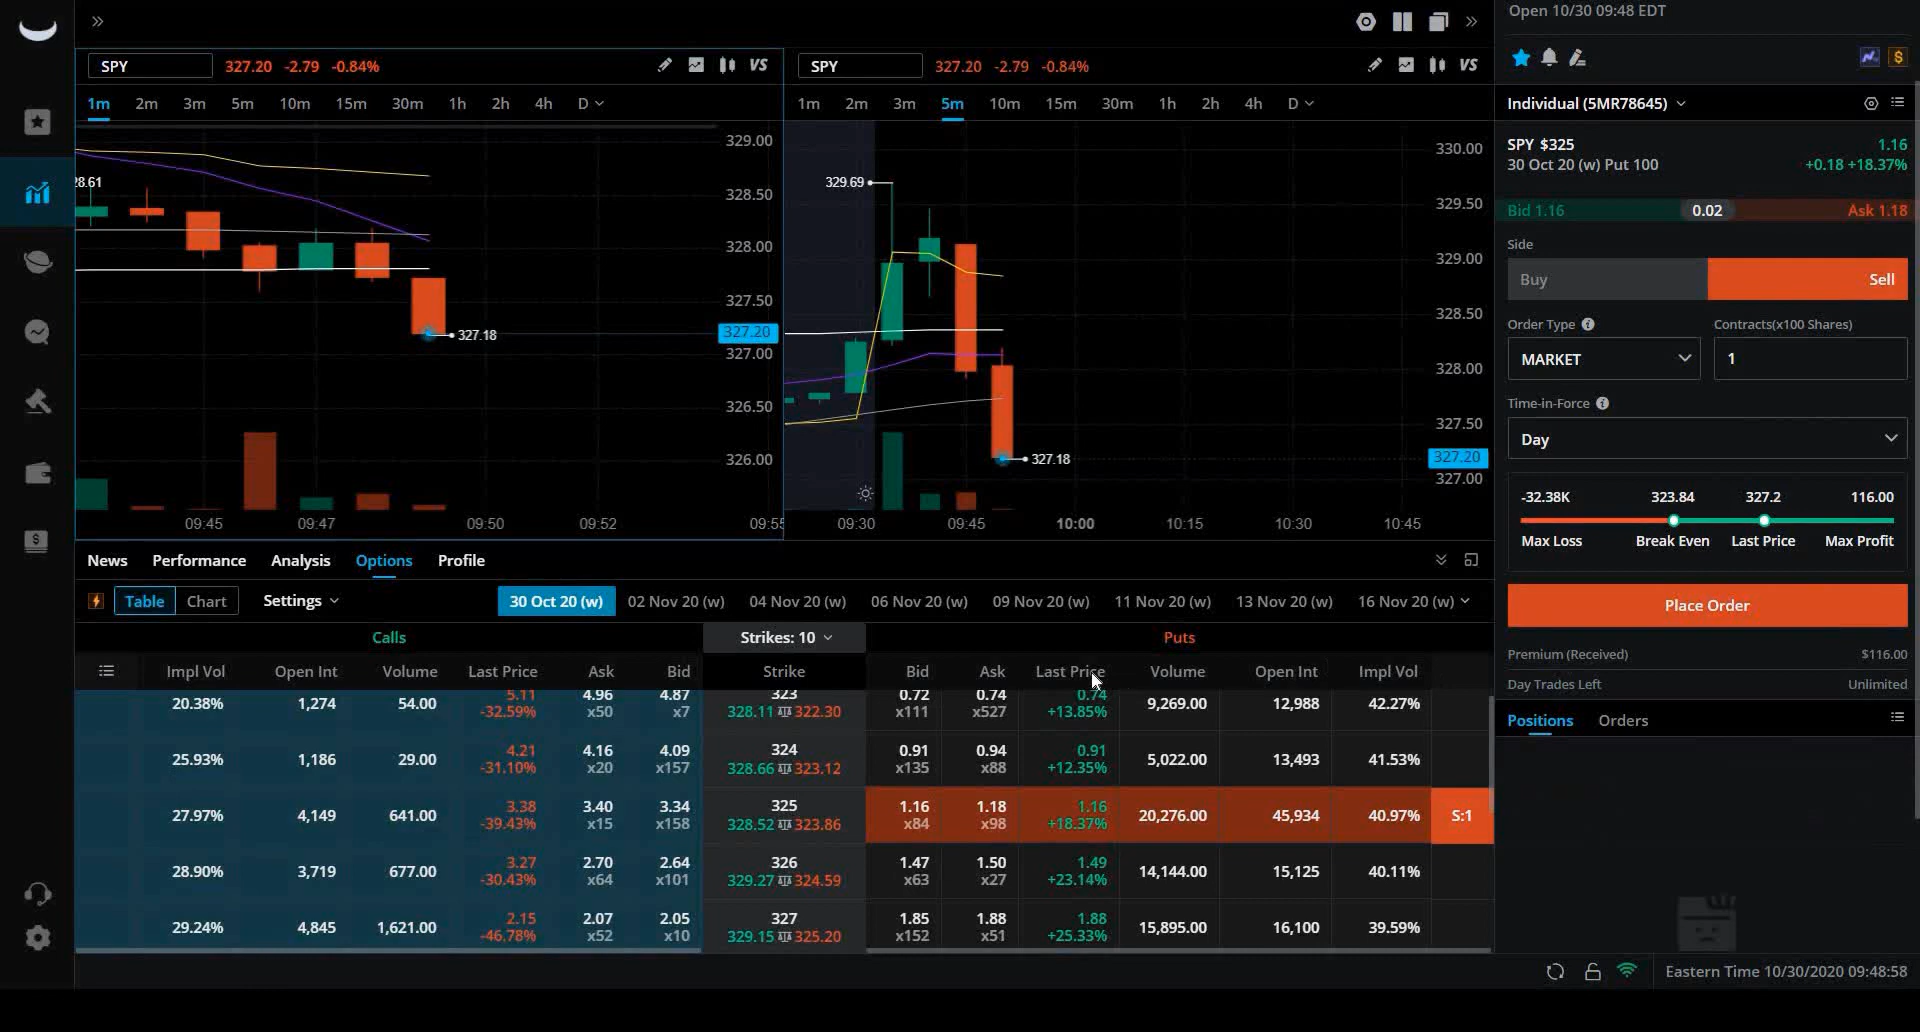 Open 10/30 09:48 EDT
SPY 327.20 -2.79 -0.84% VS
SPY 327.20 -2.79 -0.84% VS
1m 2m 3m 5m 10m 15m 30m 1h 2h 4h D
1m 2m 3m 5m 10m 15m 30m 1h 2h 4h D
28.61
329.00
328.50
328.00
327.50
327.20
327.00
326.50
326.00
327.18
09:45 09:47 09:50 09:52 09:55
329.69
330.00
329.50
329.00
328.50
328.00
327.50
327.20
327.00
327.18
09:30 09:45 10:00 10:15 10:30 10:45
Individual (5MR78645)
SPY $325 1.16
30 Oct 20 (w) Put 100 +0.18 +18.37%
Bid 1.16 0.02 Ask 1.18
Side
Buy Sell
Order Type Contracts(x100 Shares)
MARKET 1
Time-in-Force
Day
-32.38K 323.84 327.2 116.00
Max Loss Break Even Last Price Max Profit
Place Order
Premium (Received) $116.00
Day Trades Left Unlimited
Positions Orders
News Performance Analysis Options Profile
Table Chart Settings 30 Oct 20 (w) 02 Nov 20 (w) 04 Nov 20 (w) 06 Nov 20 (w) 09 Nov 20 (w) 11 Nov 20 (w) 13 Nov 20 (w) 16 Nov 20 (w)
Calls Strikes: 10 Puts
Impl Vol Open Int Volume Last Price Ask Bid Strike Bid Ask Last Price Volume Open Int Impl Vol
5.11 4.96 4.87 323 0.72 0.74 0.74
20.38% 1,274 54.00 9,269.00 12,988 42.27%
-32.59% x50 x7 328.11 322.30 x111 x527 +13.85%
4.21 4.16 4.09 324 0.91 0.94 0.91
25.93% 1,186 29.00 5,022.00 13,493 41.53%
-31.10% x20 x157 328.66 323.12 x135 x88 +12.35%
3.38 3.40 3.34 325 1.16 1.18 1.16
27.97% 4,149 641.00 20,276.00 45,934 40.97% S:1
-39.43% x15 x158 328.52 323.86 x84 x98 +18.37%
3.27 2.70 2.64 326 1.47 1.50 1.49
28.90% 3,719 677.00 14,144.00 15,125 40.11%
-30.43% x64 x101 329.27 324.59 x63 x27 +23.14%
2.15 2.07 2.05 327 1.85 1.88 1.88
29.24% 4,845 1,621.00 15,895.00 16,100 39.59%
-46.78% x52 x10 329.15 325.20 x152 x51 +25.33%
Eastern Time 10/30/2020 09:48:58